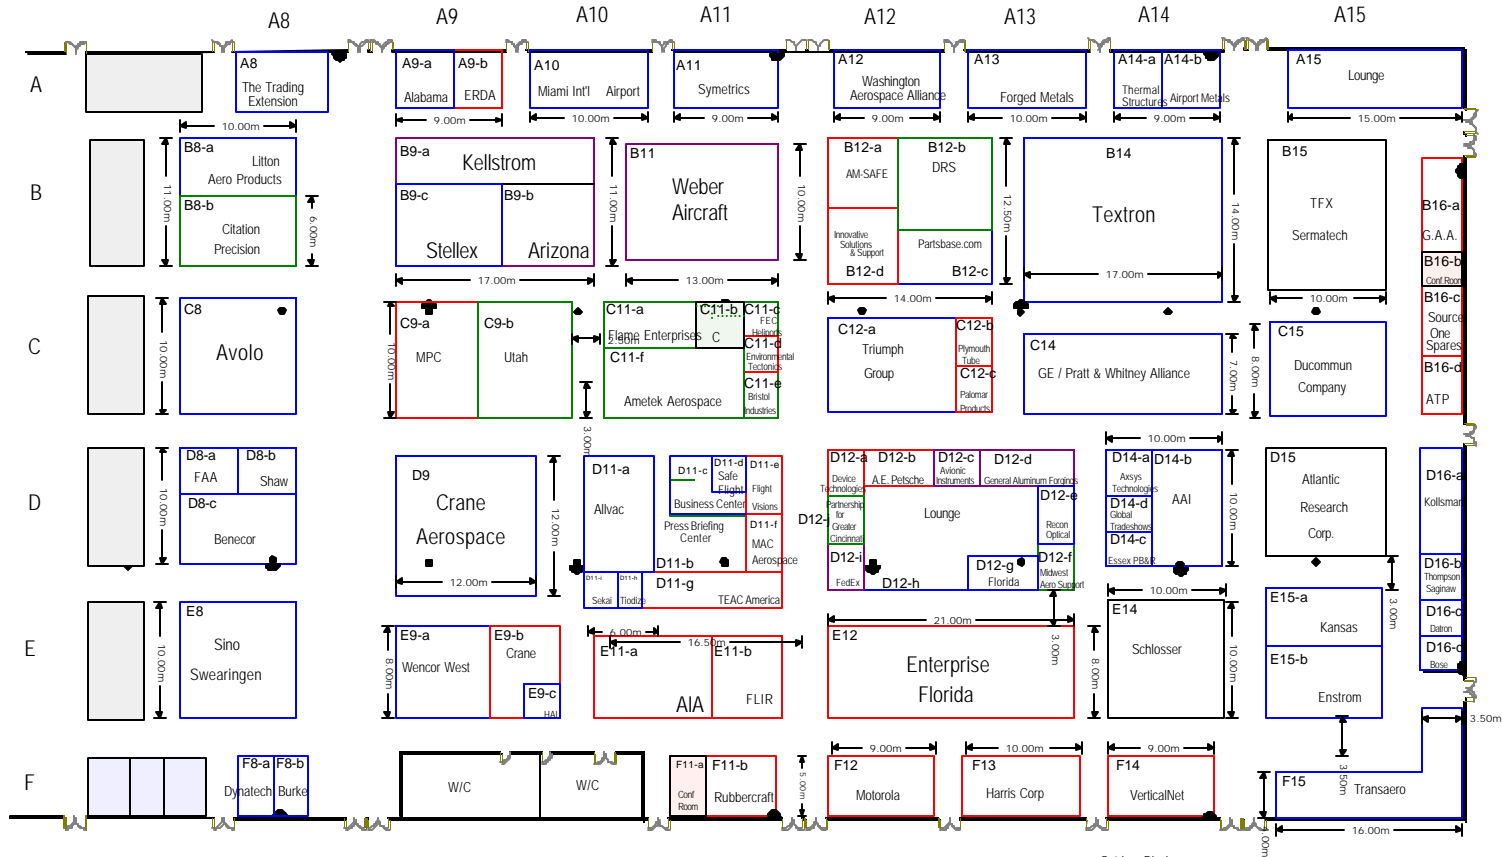 A8 A9 A10 A11 A12 A13 A14 A15
A
A8
The Trading
Extension
A9-a
Alabama
A9-b
ERDA
9.00m
A10
Miami Int'l Airport
10.00m
A11
Symetrics
9.00m
A12
Washington
Aerospace Alliance
9.00m
A13
Forged Metals
10.00m
A14-a
Thermal
Structures
A14-b
Airport Metals
9.00m
A15
Lounge
15.00m
B
10.00m
11.00m
B8-a
Litton
Aero Products
B8-b
Citation
Precision
6.00m
B9-a
Kellstrom
B9-c
Stellex
B9-b
Arizona
11.00m
17.00m
B11
Weber
Aircraft
10.00m
13.00m
B12-a
AM-SAFE
B12-b
DRS
Innovative
Solutions
& Support
B12-d
Partsbase.com
B12-c
12.50m
14.00m
B14
Textron
14.00m
17.00m
B15
TFX
Sermatech
10.00m
B16-a
G.A.A.
B16-b
Conf.Room
B16-c
Source
One
Spares
B16-d
ATP
C
10.00m
C8
Avolo
10.00m
C9-a
MPC
C9-b
Utah
2.50m
3.00m
C11-a
Flame Enterprises
C11-b
C
C11-c
FEC
Heliports
C11-d
Environmental
Tectonics
C11-e
Bristol
Industries
C11-f
Ametek Aerospace
C12-a
Triumph
Group
C12-b
Plymouth
Tube
C12-c
Palomar
Products
C14
GE / Pratt & Whitney Alliance
7.00m
8.00m
C15
Ducommun
Company
D
10.00m
D8-a
FAA
D8-b
Shaw
D8-c
Benecor
D9
Crane
Aerospace
12.00m
12.00m
D11-a
Allvac
D11-c
Business Center
D11-d
Safe
Flight
D11-e
Flight
Visions
Press Briefing
Center
D11-b
D11-f
MAC
Aerospace
D11-g
TEAC America
D11-i
Sekai
D11-h
Tiodize
D12-a
Device
Technologies
D12-b
A.E. Petsche
D12-c
Avionic
Instruments
D12-d
General Aluminum Forgings
D12-e
Recon
Optical
D12-j
Partnership
for
Greater
Cincinnati
Lounge
D12-i
FedEx
D12-h
D12-g
Florida
D12-f
Midwest
Aero Support
21.00m
3.00m
10.00m
D14-a
Axsys
Technologies
D14-b
AAI
D14-d
Global
Tradeshows
D14-c
Essex PB&R
10.00m
10.00m
D15
Atlantic
Research
Corp.
3.00m
D16-a
Kollsman
D16-b
Thompson
Saginaw
D16-c
Datron
D16-d
Bose
E
10.00m
E8
Sino
Swearingen
8.00m
E9-a
Wencor West
E9-b
Crane
E9-c
HAL
6.00m
16.50m
E11-a
AIA
E11-b
FLIR
E12
Enterprise
Florida
8.00m
E14
Schlosser
10.00m
E15-a
Kansas
E15-b
Enstrom
3.50m
3.50m
F
F8-a
Dynatech
F8-b
Burke
W/C
W/C
F11-a
Conf
Room
F11-b
Rubbercraft
5.00m
9.00m
F12
Motorola
10.00m
F13
Harris Corp
9.00m
F14
VerticalNet
F15
Transaero
16.00m